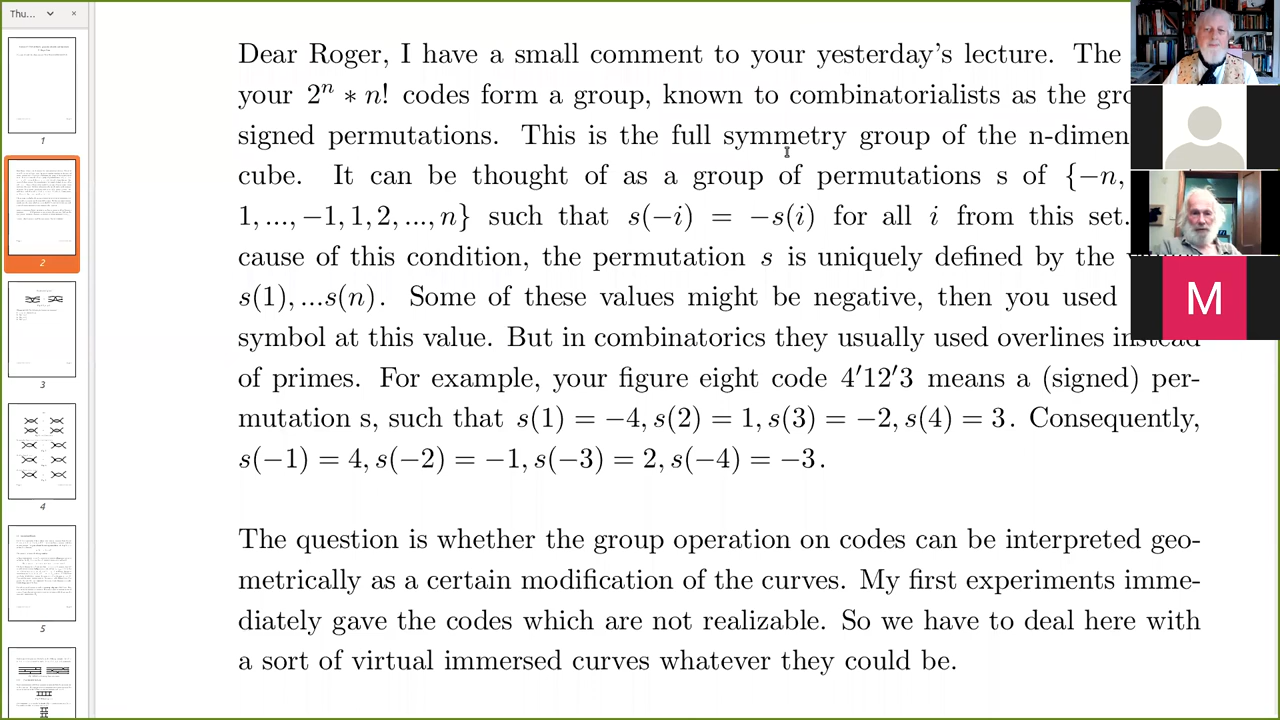 Thu...
1
2
3
4
5
Dear Roger, I have a small comment to your yesterday's lecture. The
your 2ⁿ ∗ n! codes form a group, known to combinatorialists as the
signed permutations. This is the full symmetry group of the
cube. It can be thought of as a group of permutations s of {−n,
1, ..., −1, 1, 2, ..., n} such that s(−i) = −s(i) for all i from this set.
cause of this condition, the permutation s is uniquely defined by the
s(1), ...s(n). Some of these values might be negative, then you used
symbol at this value. But in combinatorics they usually used overlines instead
of primes. For example, your figure eight code 4′12′3 means a (signed) per-
mutation s, such that s(1) = −4, s(2) = 1, s(3) = −2, s(4) = 3. Consequently,
s(−1) = 4, s(−2) = −1, s(−3) = 2, s(−4) = −3.
The question is whether the group operation on codes can be interpreted geo-
metrically as a certain modification of the curves. My first experiments imme-
diately gave the codes which are not realizable. So we have to deal here with
a sort of virtual immersed curves whatever they could be.
M